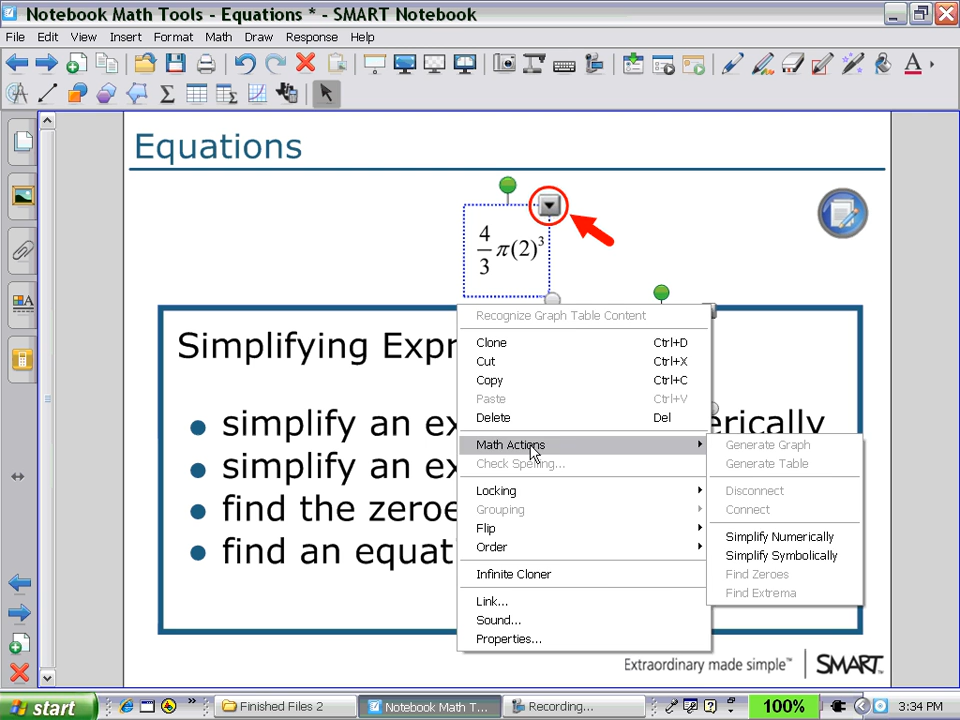 Notebook Math Tools - Equations * - SMART Notebook
File Edit View Insert Format Math Draw Response Help
Equations
4/3 π(2)³
Simplifying Expr
simplify an ex
erically
simplify an ex
find the zeroe
find an equat
Recognize Graph Table Content
Clone Ctrl+D
Cut Ctrl+X
Copy Ctrl+C
Paste Ctrl+V
Delete Del
Math Actions
Check Spelling...
Locking
Grouping
Flip
Order
Infinite Cloner
Link...
Sound...
Properties...
Generate Graph
Generate Table
Disconnect
Connect
Simplify Numerically
Simplify Symbolically
Find Zeroes
Find Extrema
Extraordinary made simple™ SMART
start Finished Files 2 Notebook Math T... Recording... 100% 3:34 PM